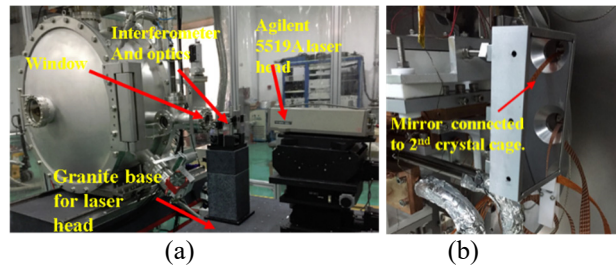 Interferometer
And optics
Agilent
5519A laser
head
Window
Granite base
for laser
head
Mirror connected
to 2nd crystal cage.
(a)
(b)